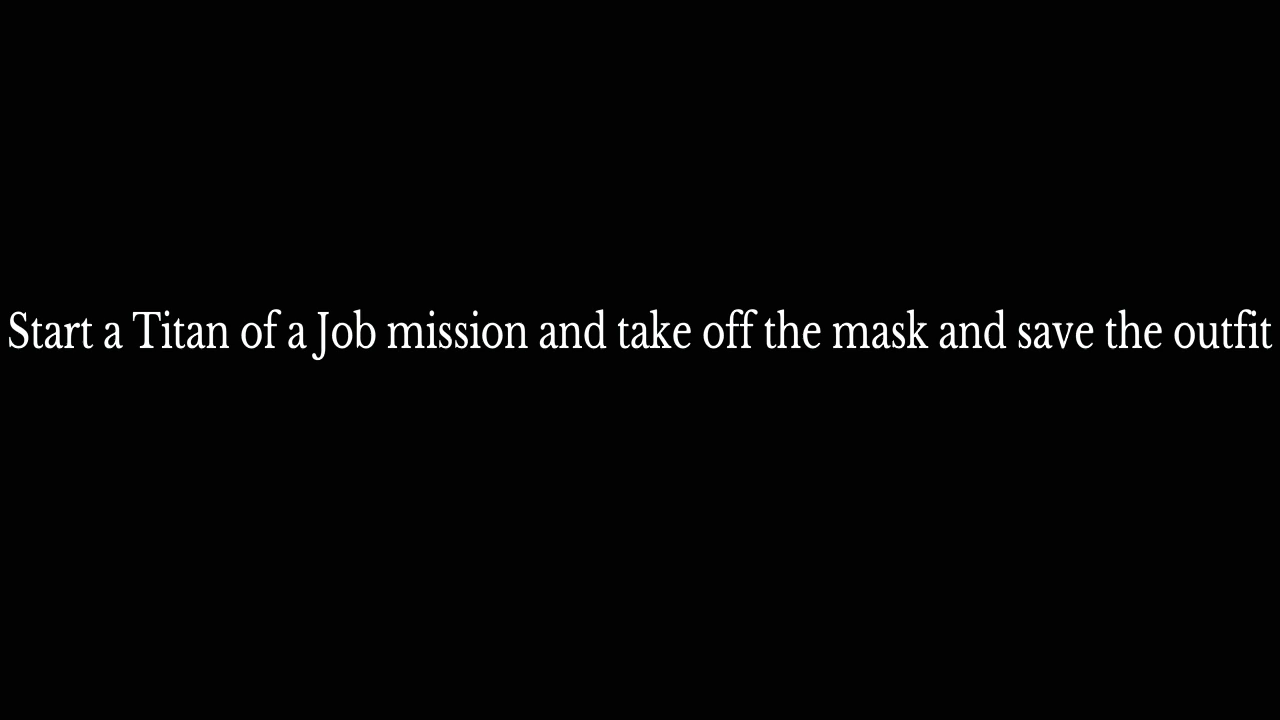 Start a Titan of a Job mission and take off the mask and save the outfit